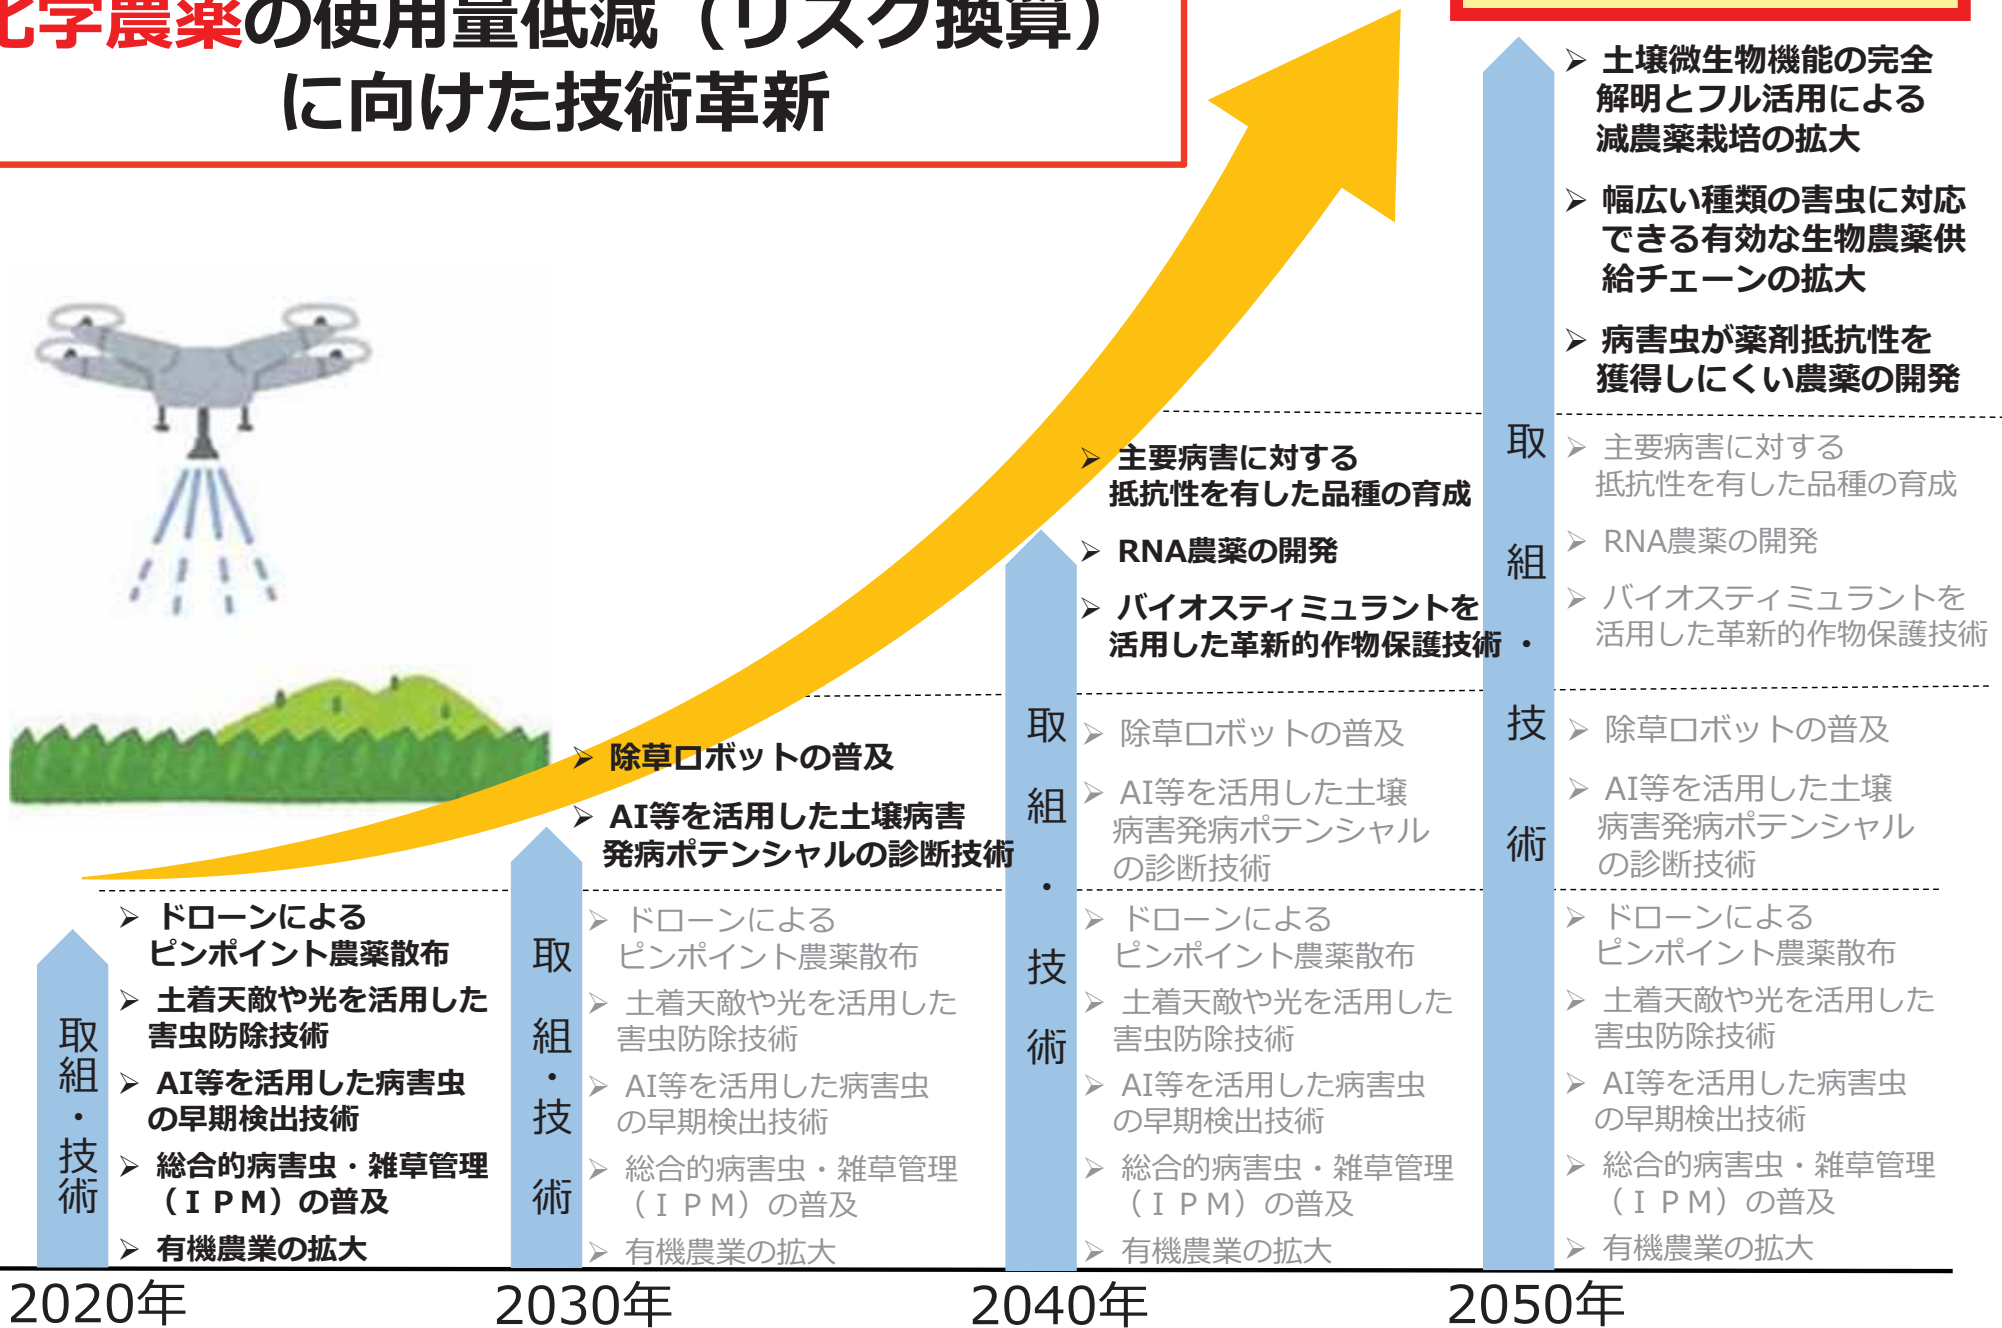 化学農薬の使用量低減（リスク換算）
に向けた技術革新
➢ 土壌微生物機能の完全
解明とフル活用による
減農薬栽培の拡大
➢ 幅広い種類の害虫に対応
できる有効な生物農薬供
給チェーンの拡大
➢ 病害虫が薬剤抵抗性を
獲得しにくい農薬の開発
➢ 主要病害に対する
抵抗性を有した品種の育成
➢ RNA農薬の開発
➢ バイオスティミュラントを
活用した革新的作物保護技術
➢ 除草ロボットの普及
➢ AI等を活用した土壌
病害発病ポテンシャル
の診断技術
➢ ドローンによる
ピンポイント農薬散布
➢ 土着天敵や光を活用した
害虫防除技術
➢ AI等を活用した病害虫
の早期検出技術
➢ 総合的病害虫・雑草管理
（ＩＰＭ）の普及
➢ 有機農業の拡大
取組・技術
2050年
➢ 主要病害に対する
抵抗性を有した品種の育成
➢ RNA農薬の開発
➢ バイオスティミュラントを
活用した革新的作物保護技術
➢ 除草ロボットの普及
➢ AI等を活用した土壌
病害発病ポテンシャル
の診断技術
➢ ドローンによる
ピンポイント農薬散布
➢ 土着天敵や光を活用した
害虫防除技術
➢ AI等を活用した病害虫
の早期検出技術
➢ 総合的病害虫・雑草管理
（ＩＰＭ）の普及
➢ 有機農業の拡大
取組・技術
2040年
➢ 除草ロボットの普及
➢ AI等を活用した土壌病害
発病ポテンシャルの診断技術
➢ ドローンによる
ピンポイント農薬散布
➢ 土着天敵や光を活用した
害虫防除技術
➢ AI等を活用した病害虫
の早期検出技術
➢ 総合的病害虫・雑草管理
（ＩＰＭ）の普及
➢ 有機農業の拡大
取組・技術
2030年
➢ ドローンによる
ピンポイント農薬散布
➢ 土着天敵や光を活用した
害虫防除技術
➢ AI等を活用した病害虫
の早期検出技術
➢ 総合的病害虫・雑草管理
（ＩＰＭ）の普及
➢ 有機農業の拡大
取組・技術
2020年